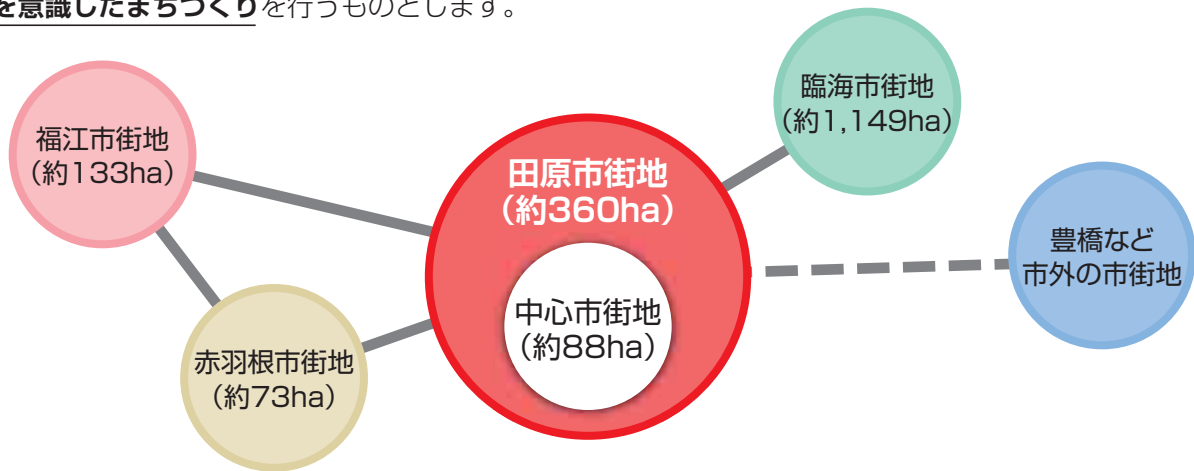 を意識したまちづくりを行うものとします。
福江市街地
（約133ha）
臨海市街地
（約1,149ha）
田原市街地
（約360ha）
豊橋など
市外の市街地
中心市街地
（約88ha）
赤羽根市街地
（約73ha）